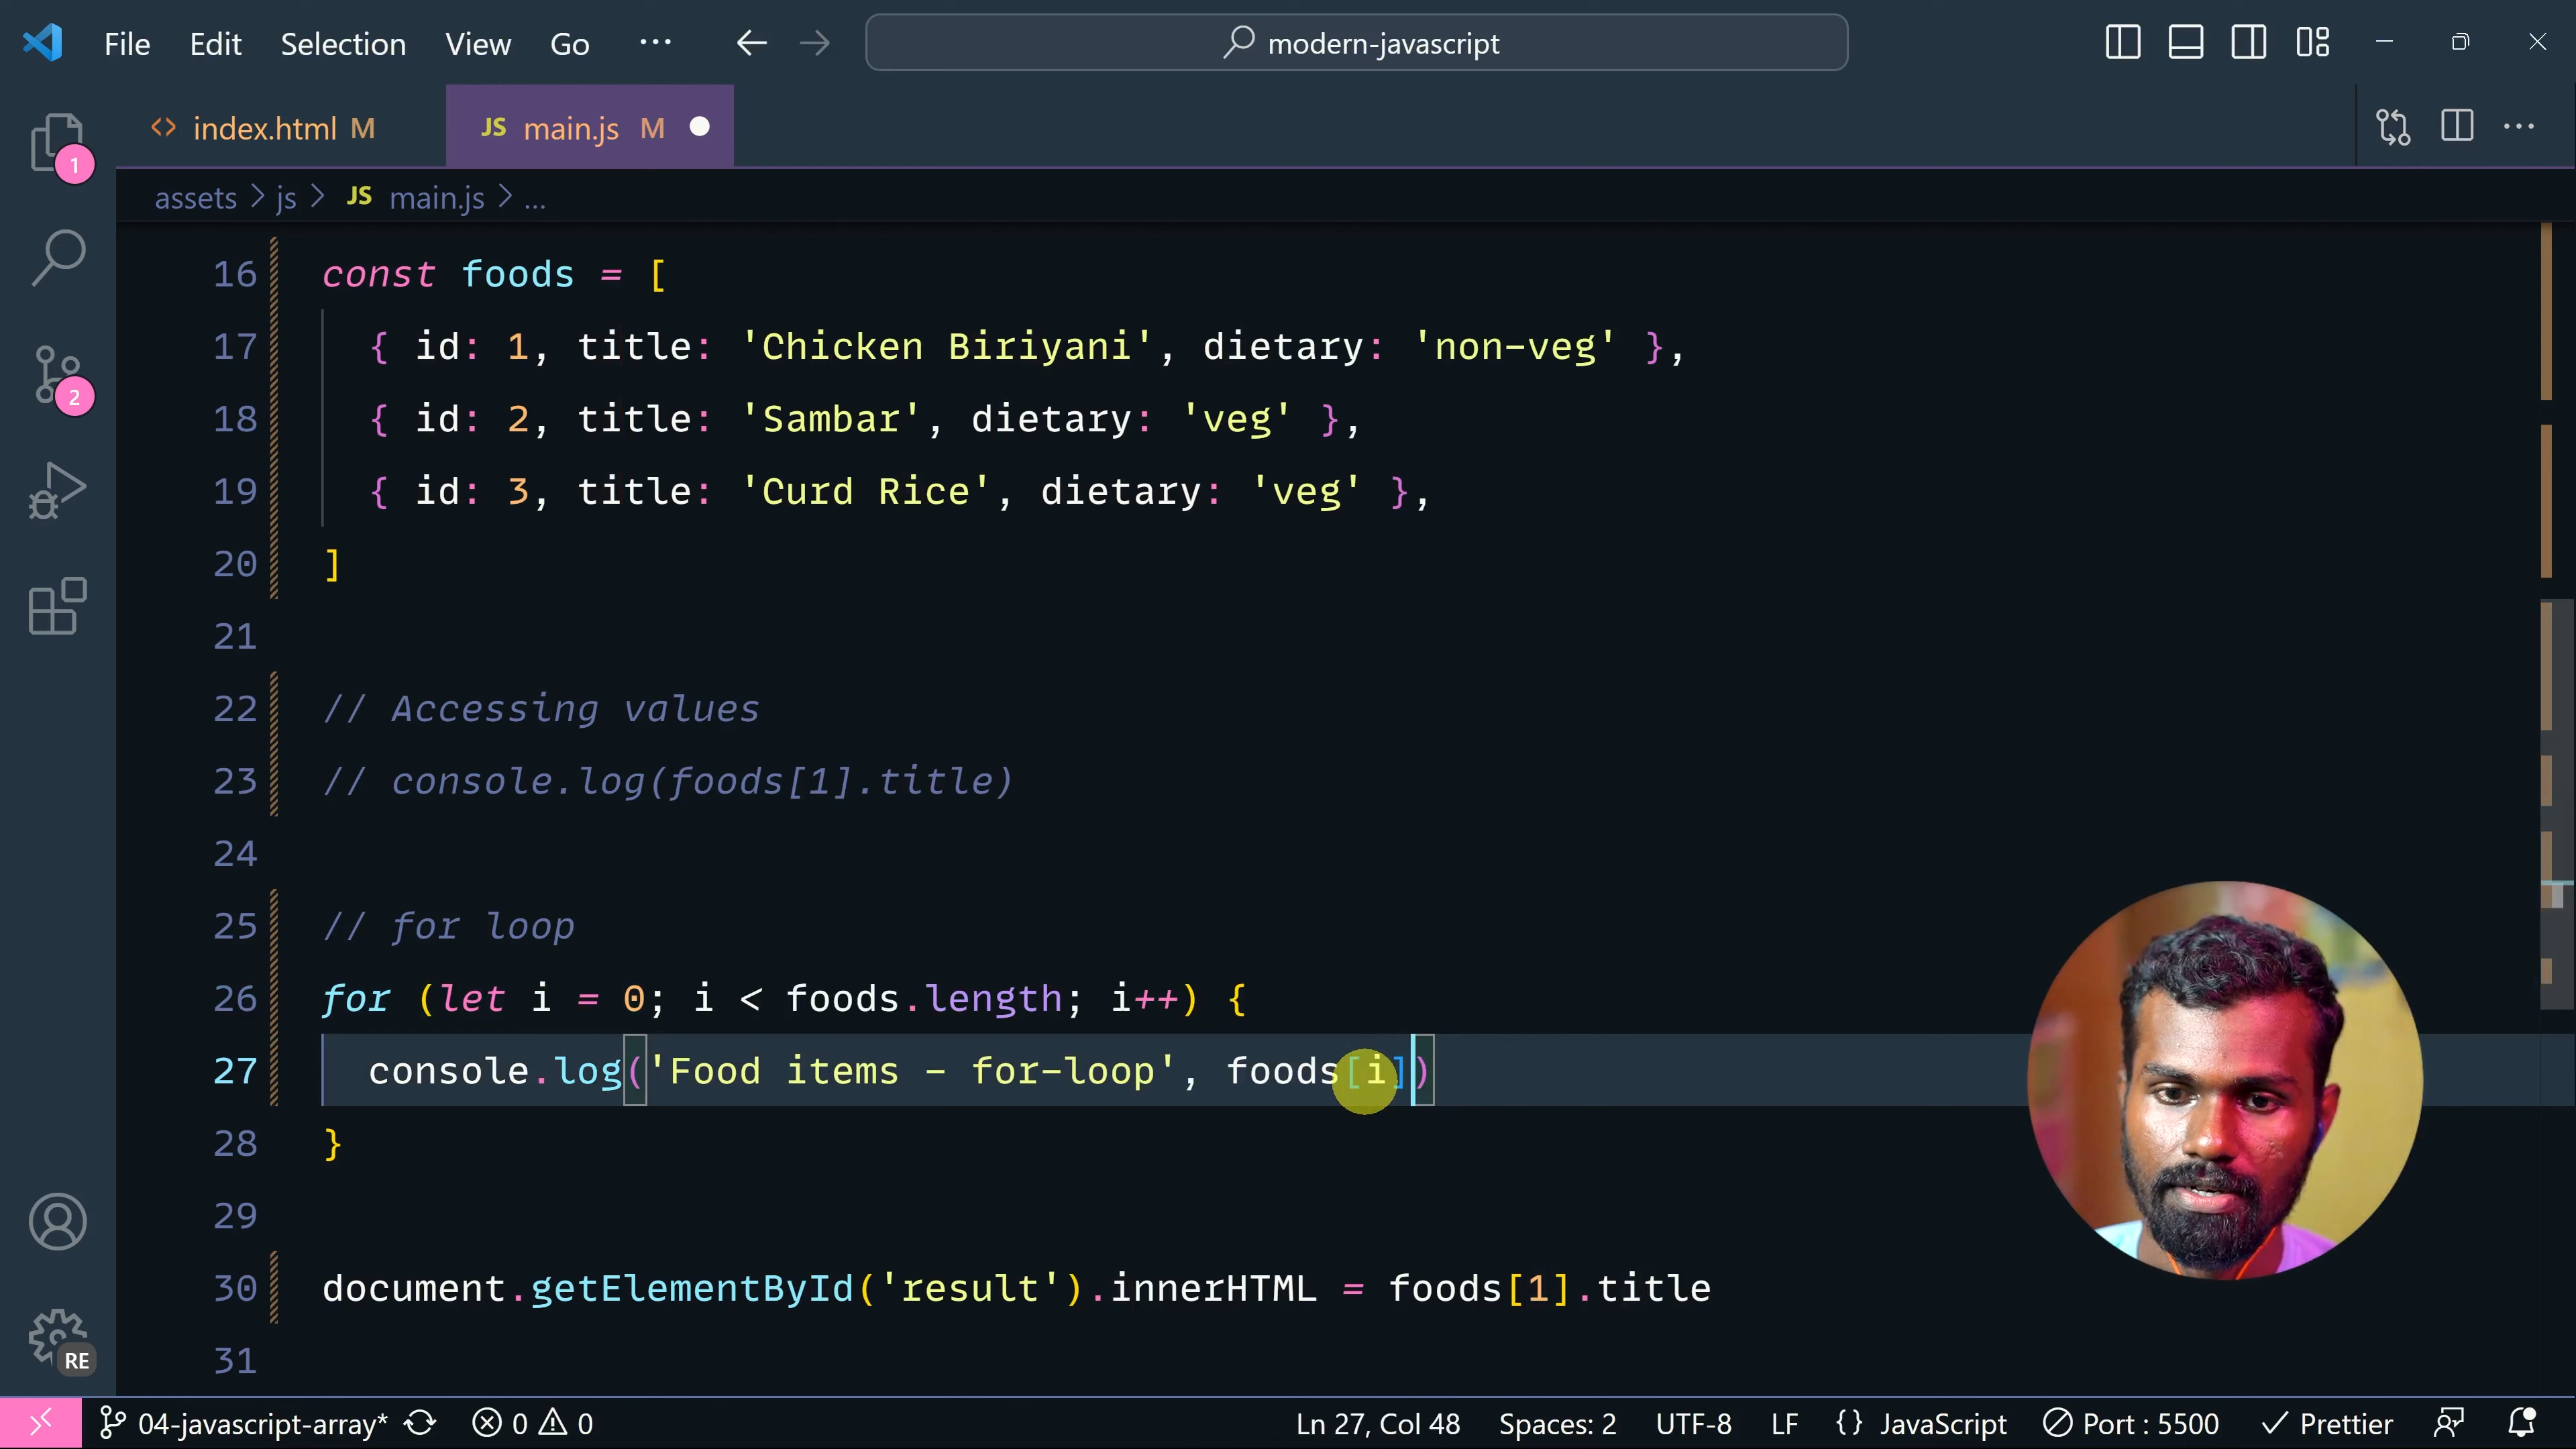 File Edit Selection View Go ··· modern-javascript
index.html M JS main.js M
assets > js > JS main.js > ...
1
2
16 const foods = [
17 { id: 1, title: 'Chicken Biriyani', dietary: 'non-veg' },
18 { id: 2, title: 'Sambar', dietary: 'veg' },
19 { id: 3, title: 'Curd Rice', dietary: 'veg' },
20 ]
21
22 // Accessing values
23 // console.log(foods[1].title)
24
25 // for loop
26 for (let i = 0; i < foods.length; i++) {
27 console.log('Food items - for-loop', foods[i])
28 }
29
30 document.getElementById('result').innerHTML = foods[1].title
31
RE
04-javascript-array* 0 0 Ln 27, Col 48 Spaces: 2 UTF-8 LF {} JavaScript Port : 5500 Prettier